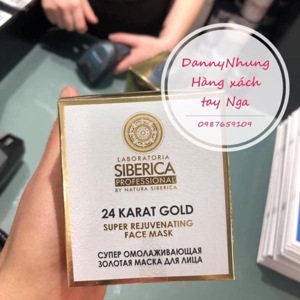 DannyNhung
Hàng xách
tay Nga
0987659109
LABORATORIA
SIBERICA
PROFESSIONAL
BY NATURA SIBERICA
24 KARAT GOLD
SUPER REJUVENATING
FACE MASK
СУПЕР ОМОЛАЖИВАЮЩАЯ
ЗОЛОТАЯ МАСКА ДЛЯ ЛИЦА